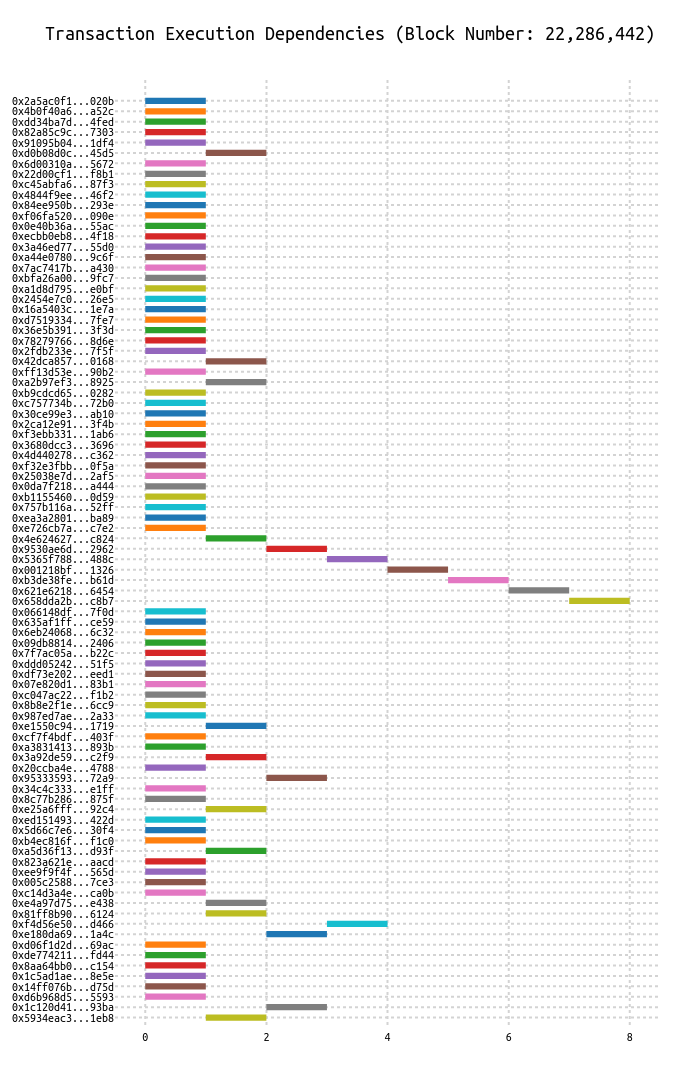 Transaction Execution Dependencies (Block Number: 22,286,442)
0x2a5ac0f1...020b
0x4b0f40a6...a52c
0xdd34ba7d...4fed
0x82a85c9c...7303
0x91095b04...1df4
0xd0b08d0c...45d5
0x6d00310a...5672
0x22d00cf1...f8b1
0xc45abfa6...87f3
0x4844f9ee...46f2
0x84ee950b...293e
0xf06fa520...090e
0x0e40b36a...55ac
0xecbb0eb8...4f18
0x3a46ed77...55d0
0xa44e0780...9c6f
0x7ac7417b...a430
0xbfa26a00...9fc7
0xa1d8d795...e0bf
0x2454e7c0...26e5
0x16a5403c...1e7a
0xd7519334...7fe7
0x36e5b391...3f3d
0x78279766...8d6e
0x2fdb233e...7f5f
0x42dca857...0168
0xff13d53e...90b2
0xa2b97ef3...8925
0xb9cdcd65...0282
0xc757734b...72b0
0x30ce99e3...ab10
0x2ca12e91...3f4b
0xf3ebb331...1ab6
0x3680dcc3...3696
0x4d440278...c362
0xf32e3fbb...0f5a
0x25038e7d...2af5
0x0da7f218...a444
0xb1155460...0d59
0x757b116a...52ff
0xea3a2801...ba89
0xe726cb7a...c7e2
0x4e624627...c824
0x9530ae6d...2962
0x5365f788...488c
0x001218bf...1326
0xb3de38fe...b61d
0x621e6218...6454
0x658dda2b...c8b7
0x066148df...7f0d
0x635af1ff...ce59
0x6eb24068...6c32
0x09db8814...2406
0x7f7ac05a...b22c
0xddd05242...51f5
0xdf73e202...eed1
0x07e820d1...83b1
0xc047ac22...f1b2
0x8b8e2f1e...6cc9
0x987ed7ae...2a33
0xe1550c94...1719
0xcf7f4bdf...403f
0xa3831413...893b
0x3a92de59...c2f9
0x20ccba4e...4788
0x95333593...72a9
0x34c4c333...e1ff
0x8c77b286...875f
0xe25a6fff...92c4
0xed151493...422d
0x5d66c7e6...30f4
0xb4ec816f...f1c0
0xa5d36f13...d93f
0x823a621e...aacd
0xee9f9f4f...565d
0x005c2588...7ce3
0xc14d3a4e...ca0b
0xe4a97d75...e438
0x81ff8b90...6124
0xf4d56e50...d466
0xe180da69...1a4c
0xd06f1d2d...69ac
0xde774211...fd44
0x8aa64bb0...c154
0x1c5ad1ae...8e5e
0x14ff076b...d75d
0xd6b968d5...5593
0x1c120d41...93ba
0x5934eac3...1eb8
0 2 4 6 8